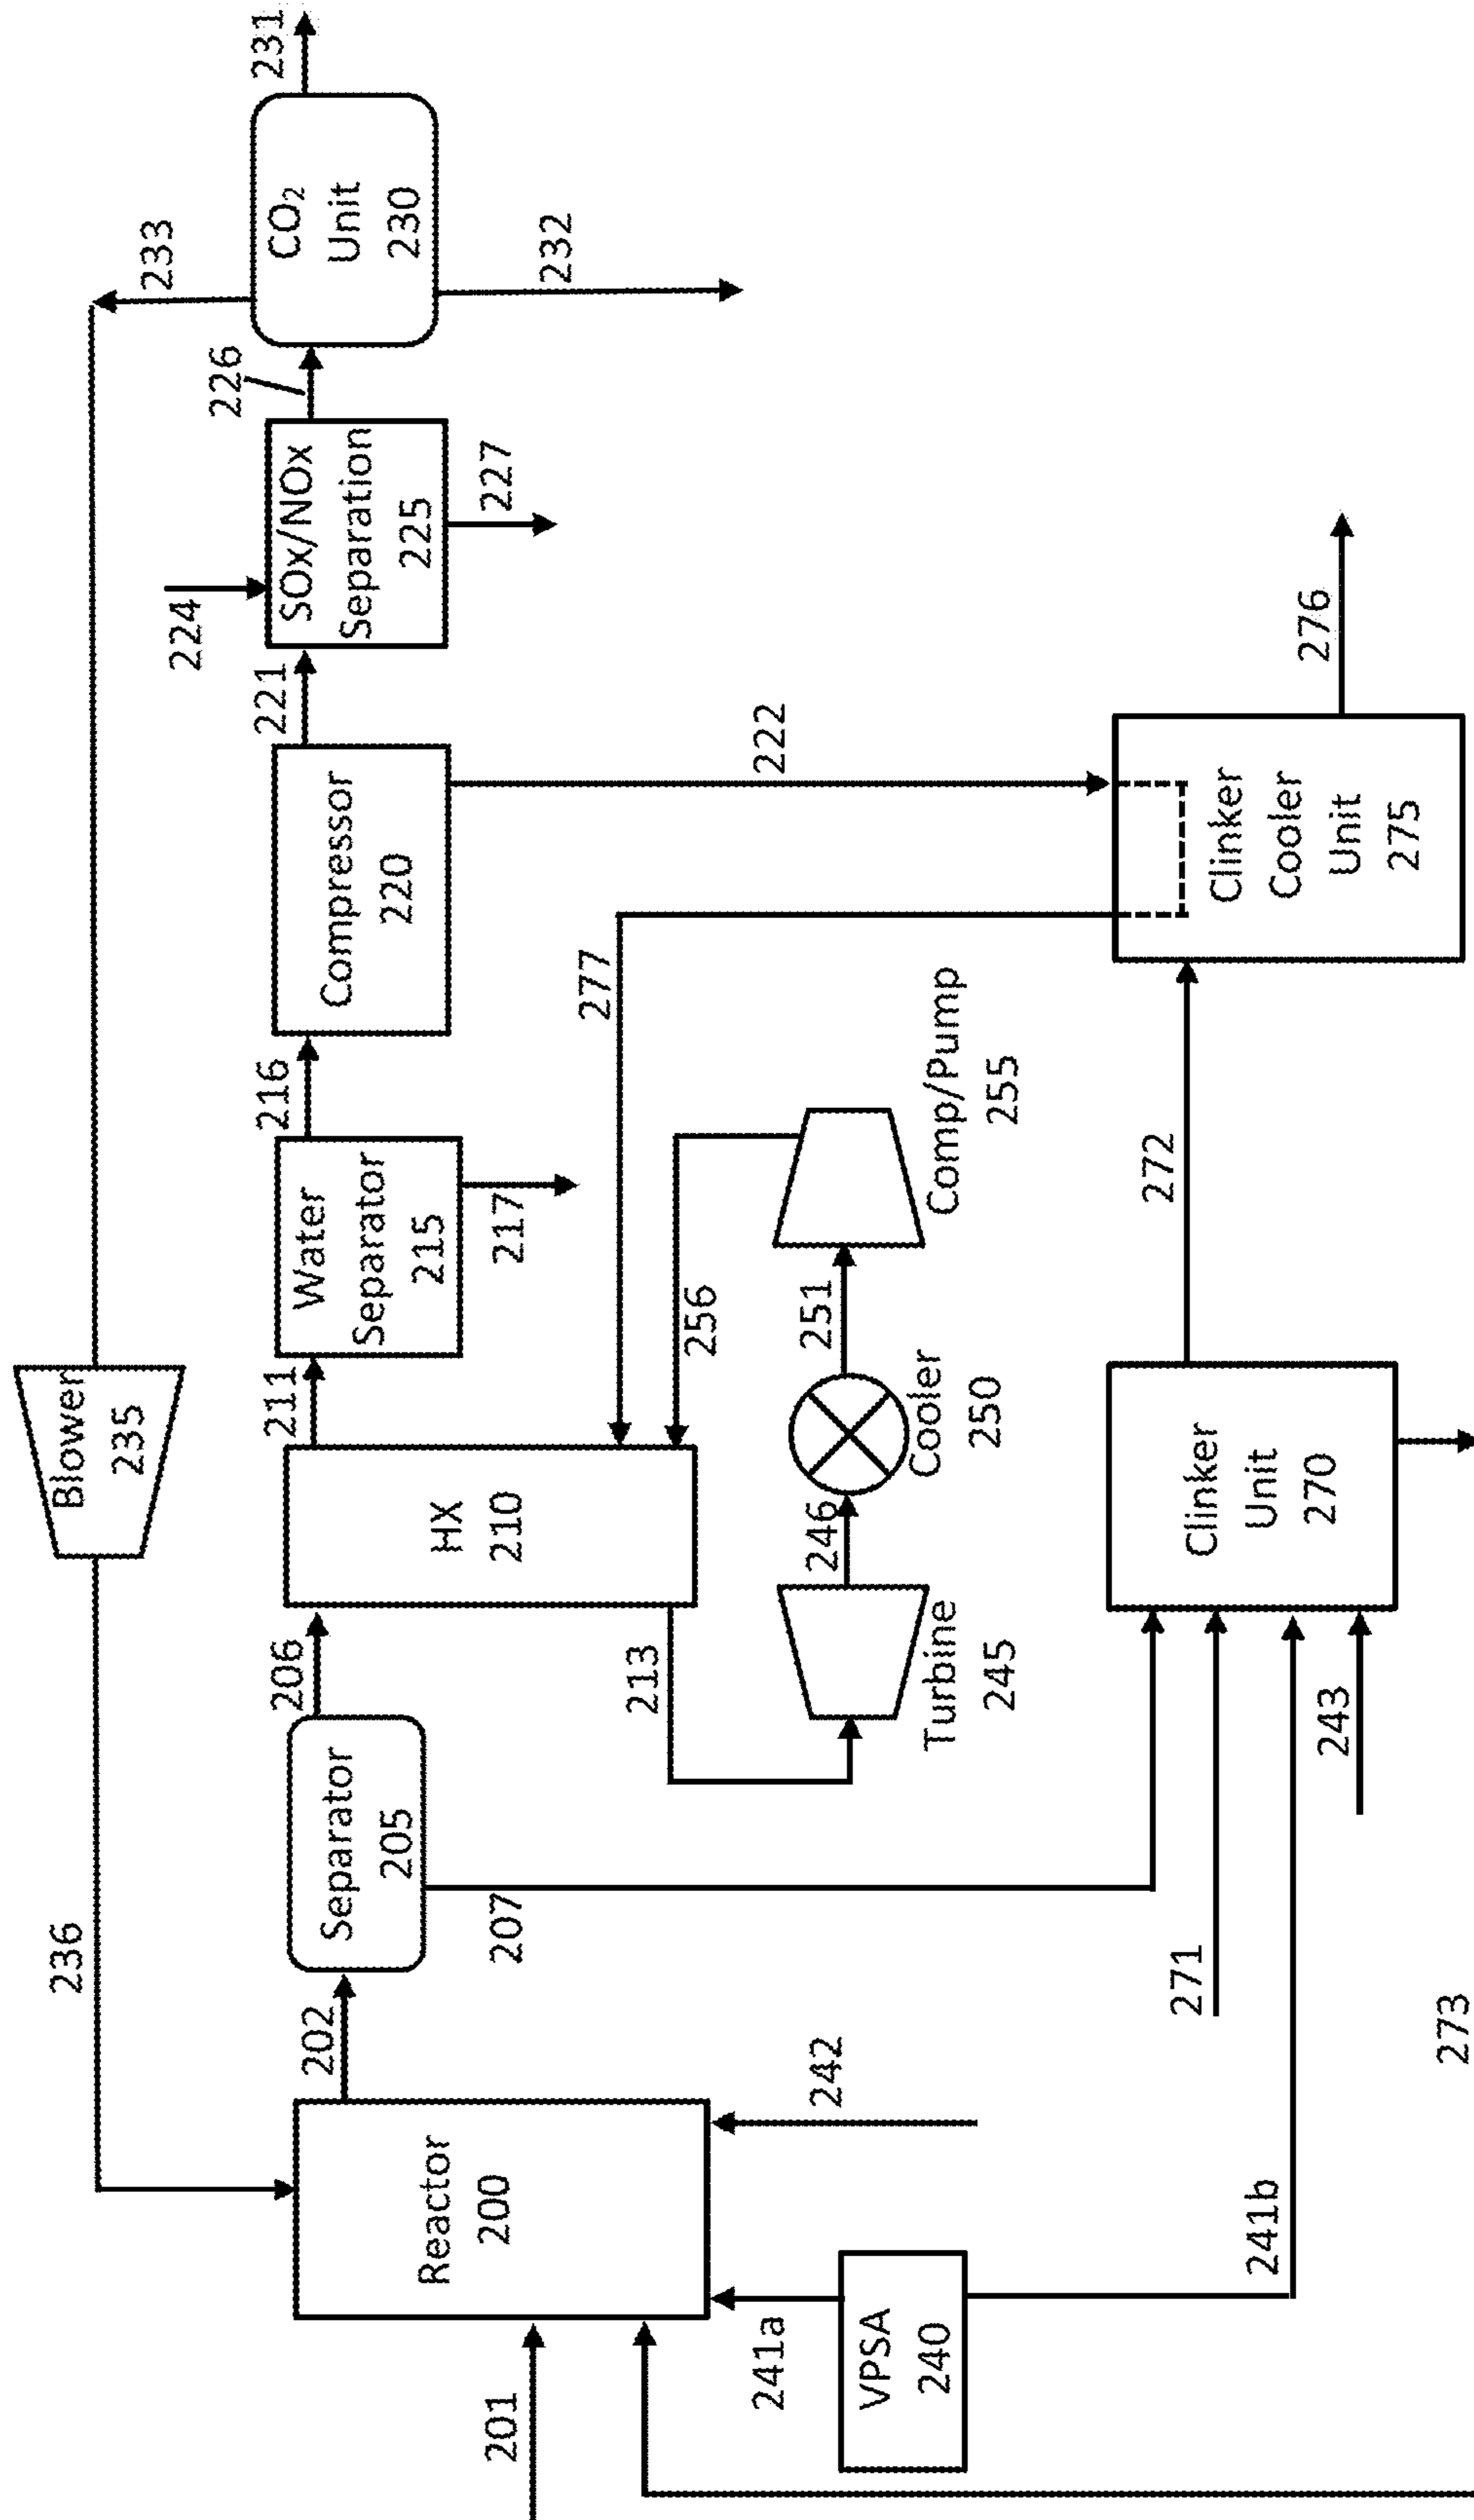 236
Blower
235
233
201
Reactor
200
202
Separator
205
206
HX
210
211
Water
Separator
215
216
Compressor
220
221
224
SOx/NOx
Separation
225
226
CO₂
Unit
230
231
207
213
217
227
232
241a
VPSA
240
242
Turbine
245
246
Cooler
250
251
256
Comp/Pump
255
277
222
241b
271
243
Clinker
Unit
270
272
Clinker
Cooler
Unit
275
276
273